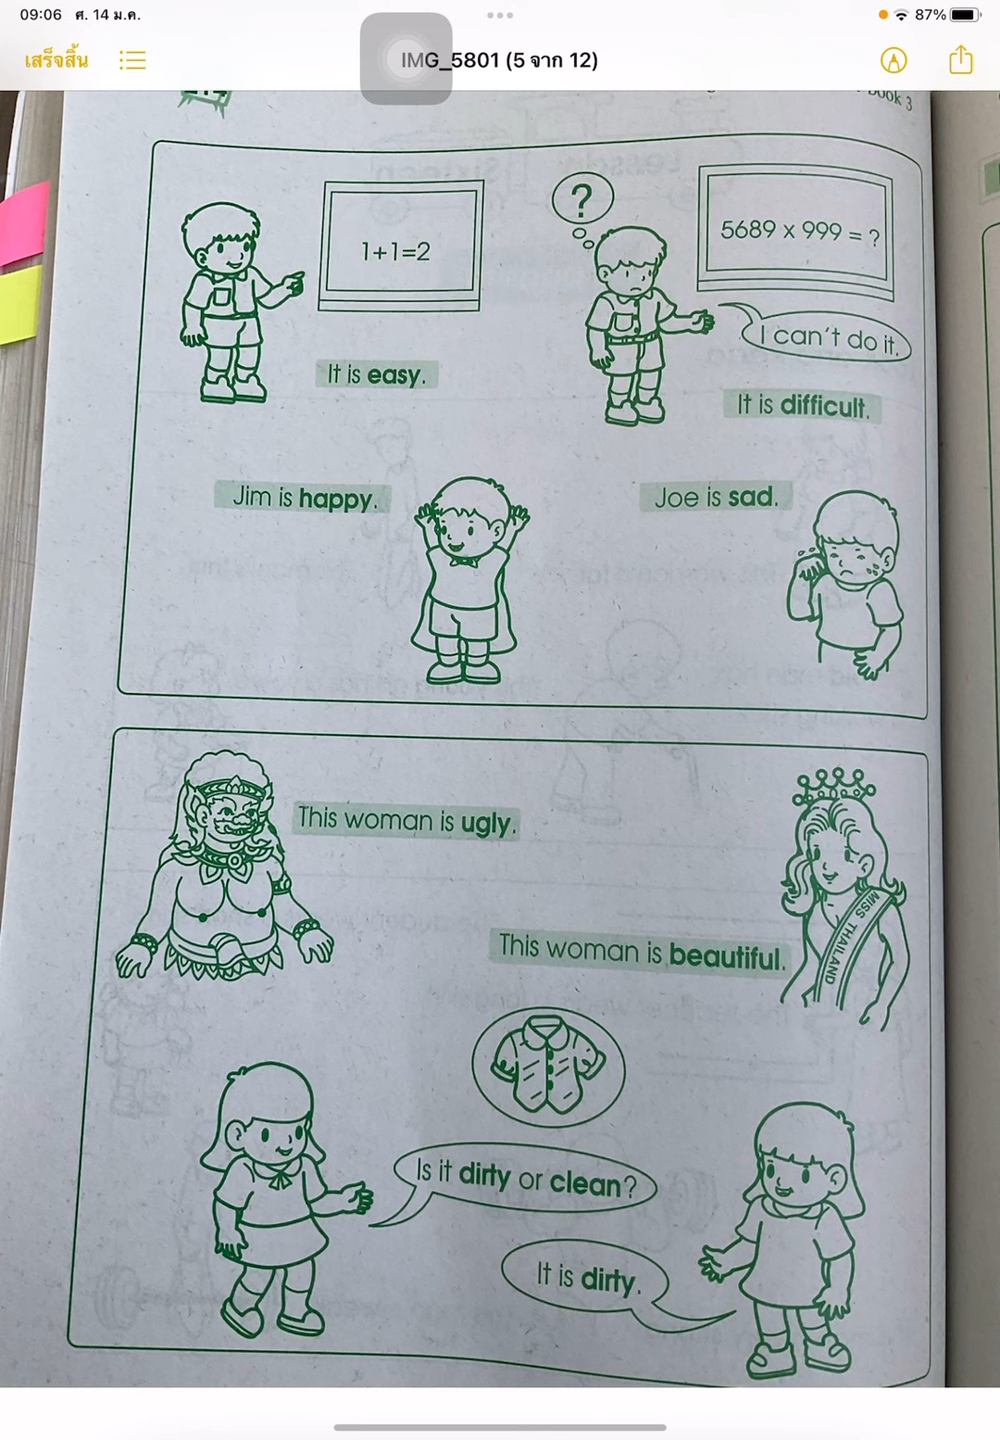 09:06 ศ. 14 ม.ค.
87%
เสร็จสิ้น
IMG_5801 (5 จาก 12)
Book 3
1+1=2
?
5689 x 999 = ?
I can't do it.
It is easy.
It is difficult.
Jim is happy.
Joe is sad.
This woman is ugly.
MISS THAILAND
This woman is beautiful.
Is it dirty or clean?
It is dirty.